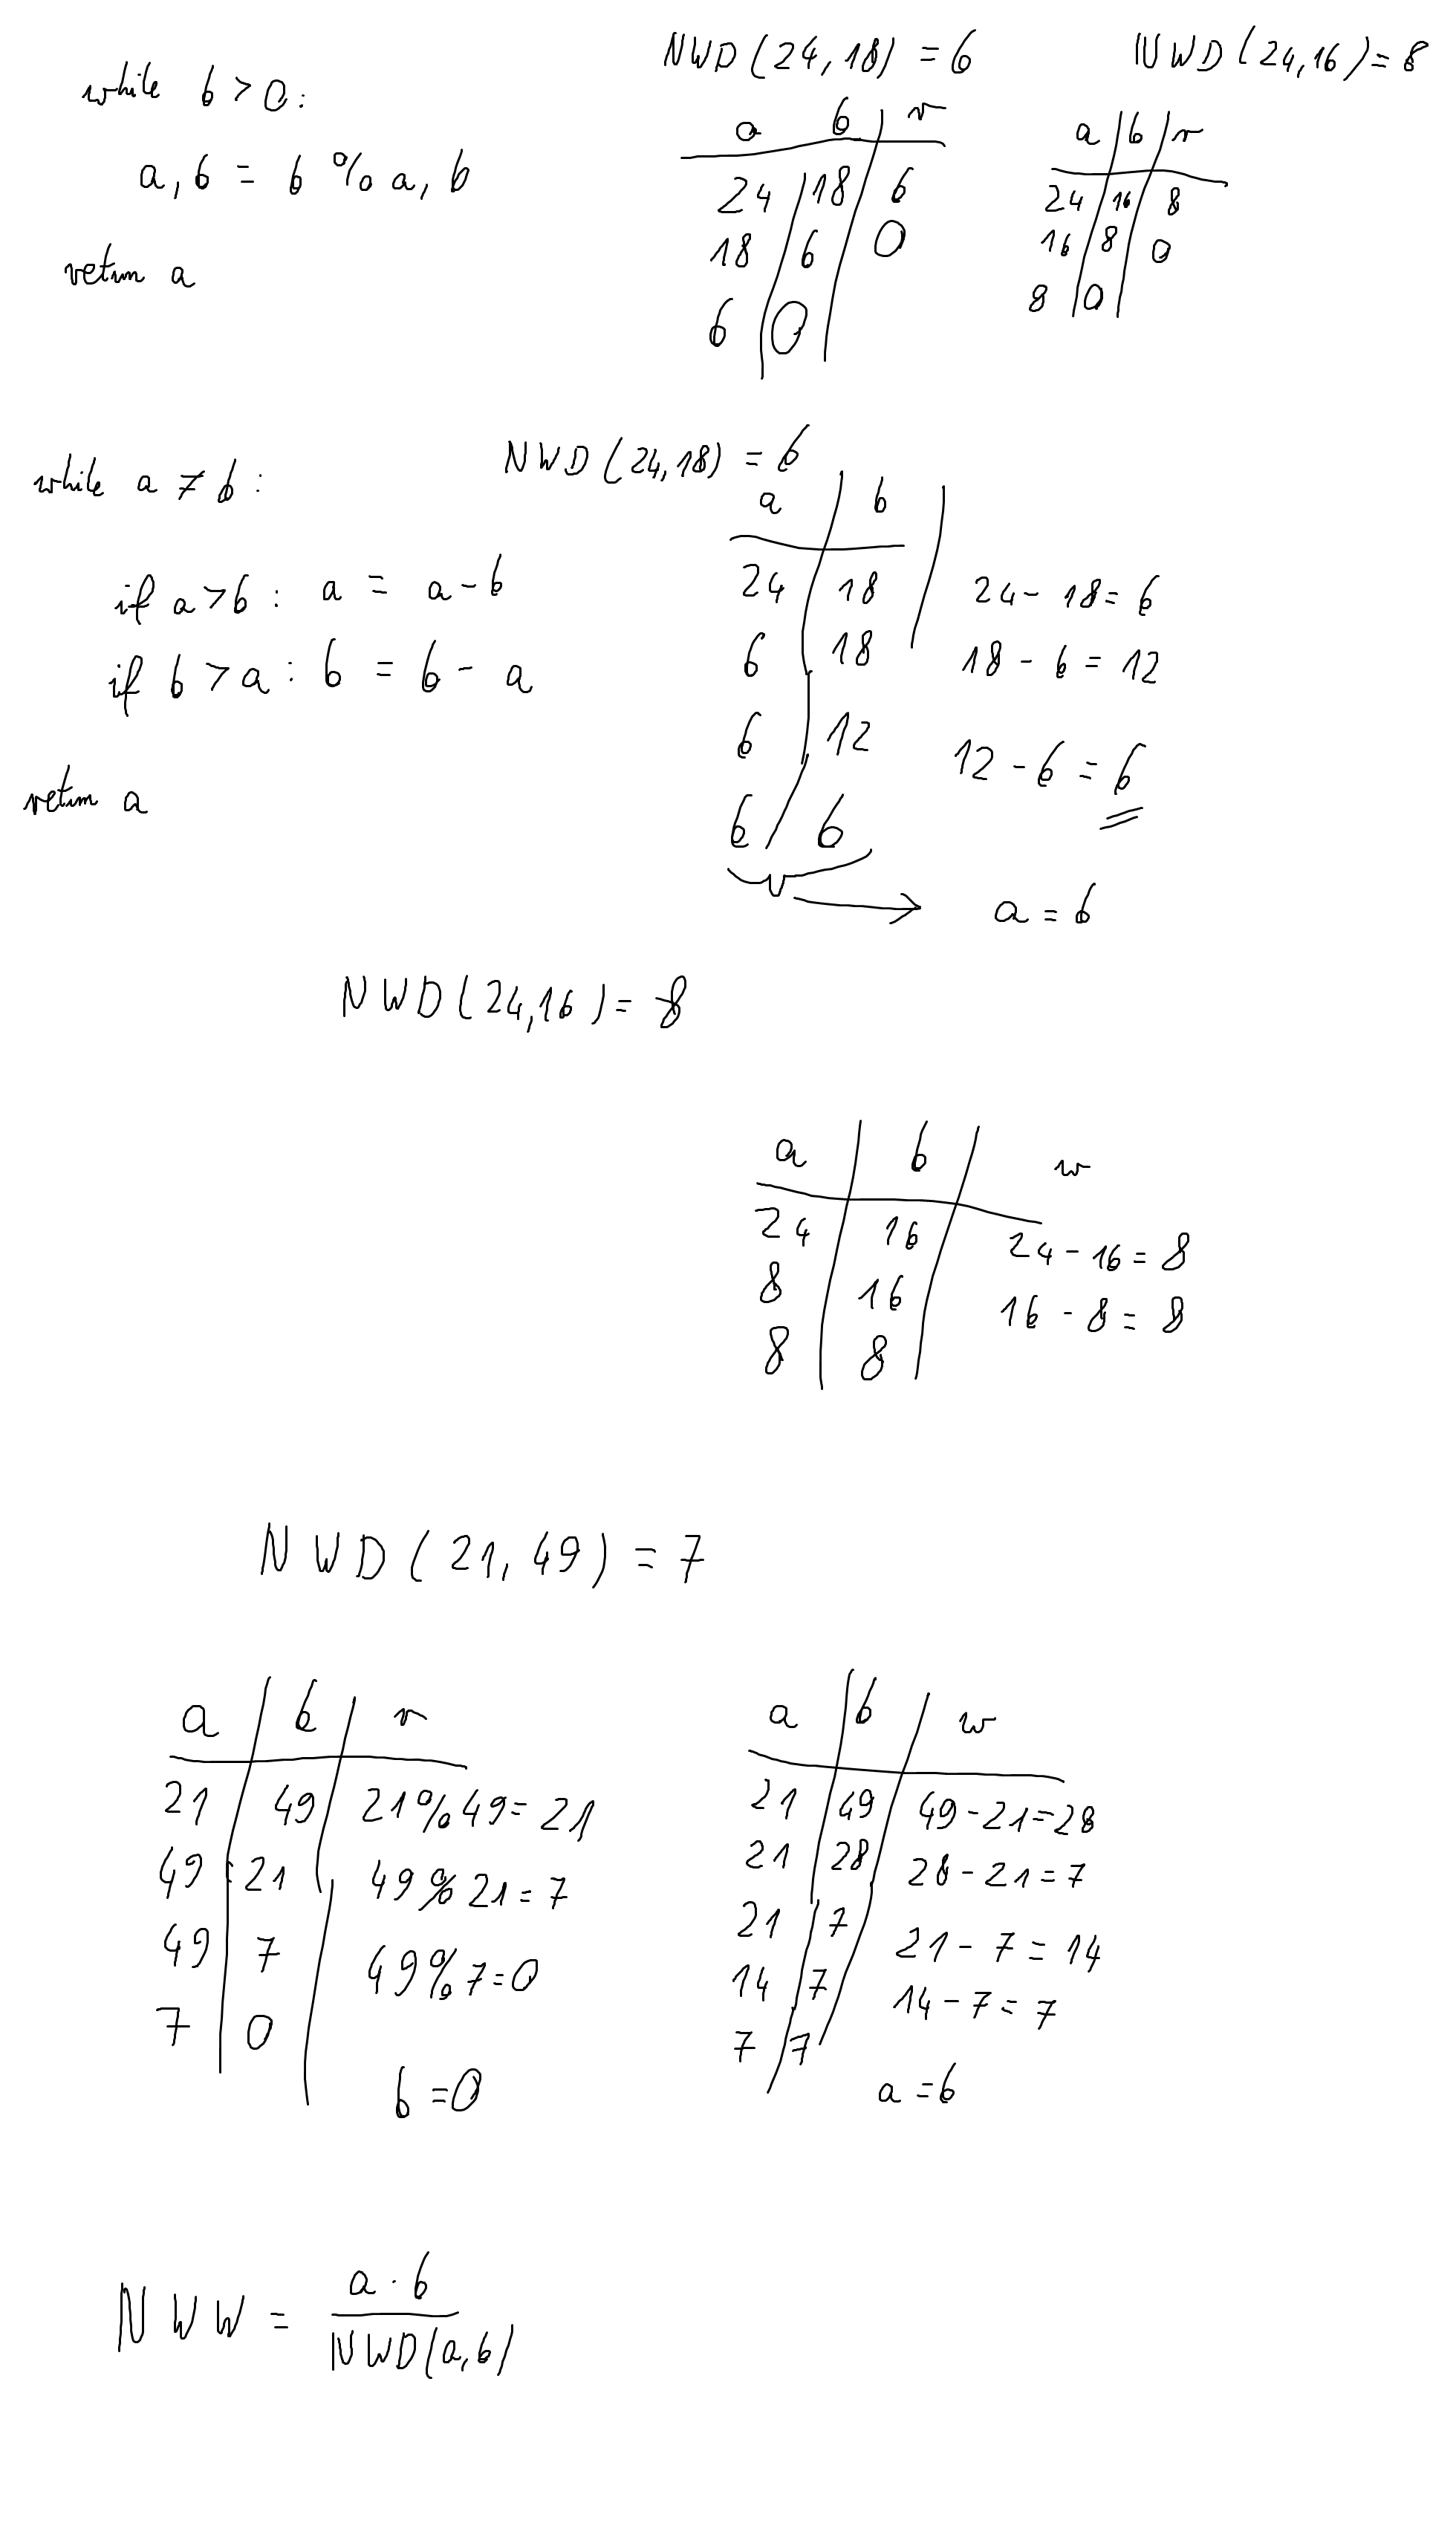 while b > 0:
a, b = b % a, b
return a
NWD (24, 18) = 6
a b r
24 18 6
18 6 0
6 0
NWD (24, 16) = 8
a b r
24 16 8
16 8 0
8 0
while a ≠ b :
if a > b : a = a - b
if b > a : b = b - a
return a
NWD (24, 18) = 6
a b
24 18 24 - 18 = 6
6 18 18 - 6 = 12
6 12 12 - 6 = 6
6 6
a = b
NWD (24, 16) = 8
a b w
24 16 24 - 16 = 8
8 16 16 - 8 = 8
8 8
NWD (21, 49) = 7
a b r
21 49 21 % 49 = 21
49 21 49 % 21 = 7
49 7 49 % 7 = 0
7 0
b = 0
a b w
21 49 49 - 21 = 28
21 28 28 - 21 = 7
21 7 21 - 7 = 14
14 7 14 - 7 = 7
7 7
a = b
NWW = a · b / NWD(a, b)